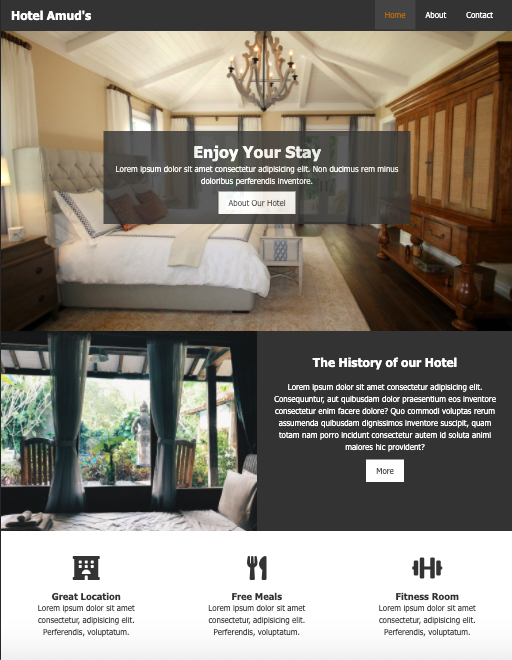 Hotel Amud's
Home About Contact
Enjoy Your Stay
Lorem ipsum dolor sit amet consectetur adipisicing elit. Non ducimus rem minus
doloribus perferendis inventore.
About Our Hotel
The History of our Hotel
Lorem ipsum dolor sit amet consectetur adipisicing elit.
Consequuntur, aut quibusdam dolor praesentium eos inventore
consectetur enim facere dolore? Quo commodi voluptas rerum
assumenda quibusdam dignissimos inventore suscipit, quam
totam nam porro incidunt consectetur autem id soluta animi
maiores hic provident?
More
Great Location
Lorem ipsum dolor sit amet
consectetur, adipisicing elit.
Perferendis, voluptatum.
Free Meals
Lorem ipsum dolor sit amet
consectetur, adipisicing elit.
Perferendis, voluptatum.
Fitness Room
Lorem ipsum dolor sit amet
consectetur, adipisicing elit.
Perferendis, voluptatum.